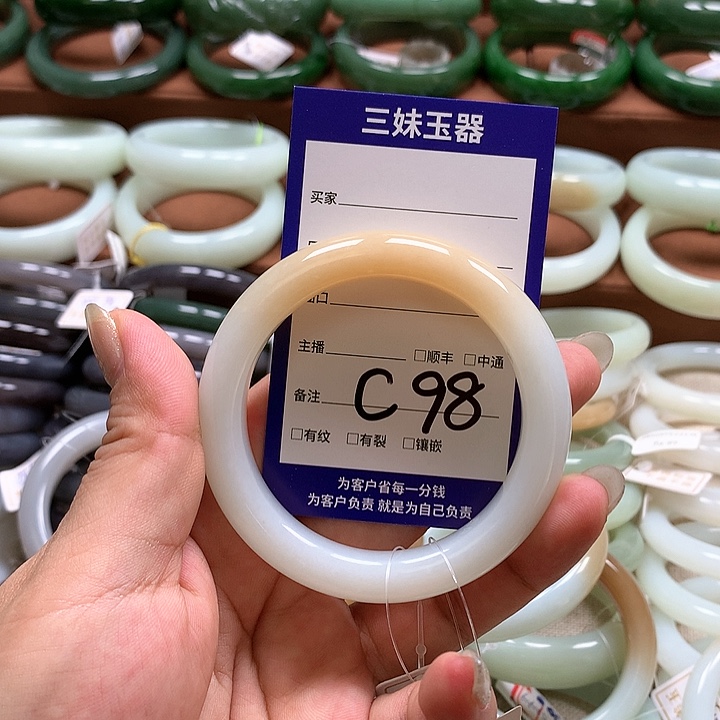 三妹玉器
买家
主播 □顺丰 □中通
备注 C98
□有纹 □有裂 □镶嵌
为客户省每一分钱
为客户负责 就是为自己负责